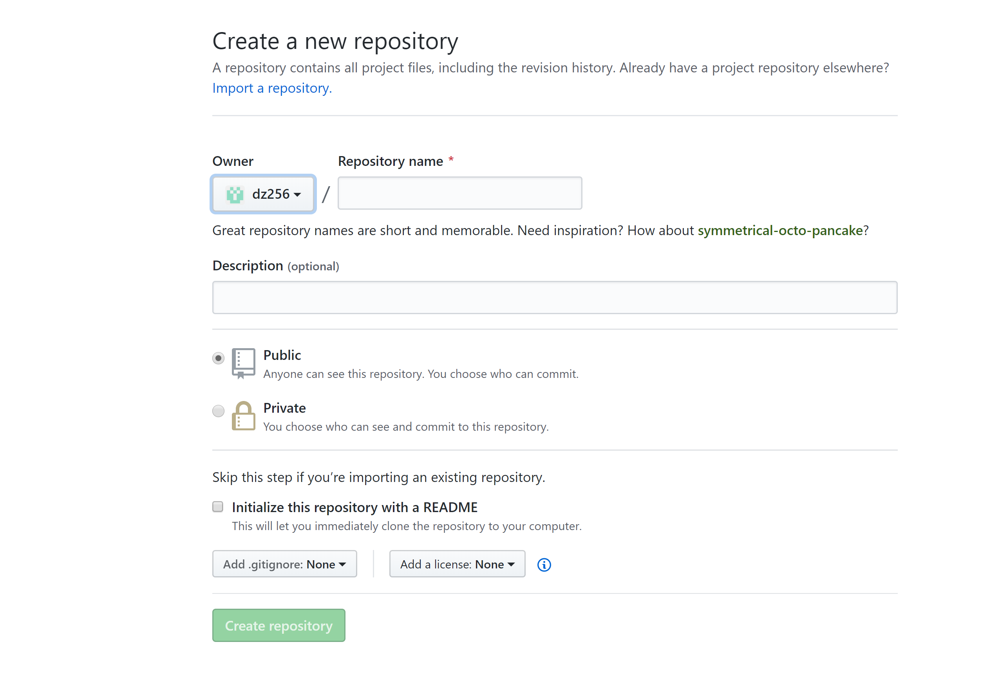 Create a new repository
A repository contains all project files, including the revision history. Already have a project repository elsewhere?
Import a repository.
Owner
Repository name *
dz256
/
Great repository names are short and memorable. Need inspiration? How about symmetrical-octo-pancake?
Description (optional)
Public
Anyone can see this repository. You choose who can commit.
Private
You choose who can see and commit to this repository.
Skip this step if you’re importing an existing repository.
Initialize this repository with a README
This will let you immediately clone the repository to your computer.
Add .gitignore: None
Add a license: None
Create repository